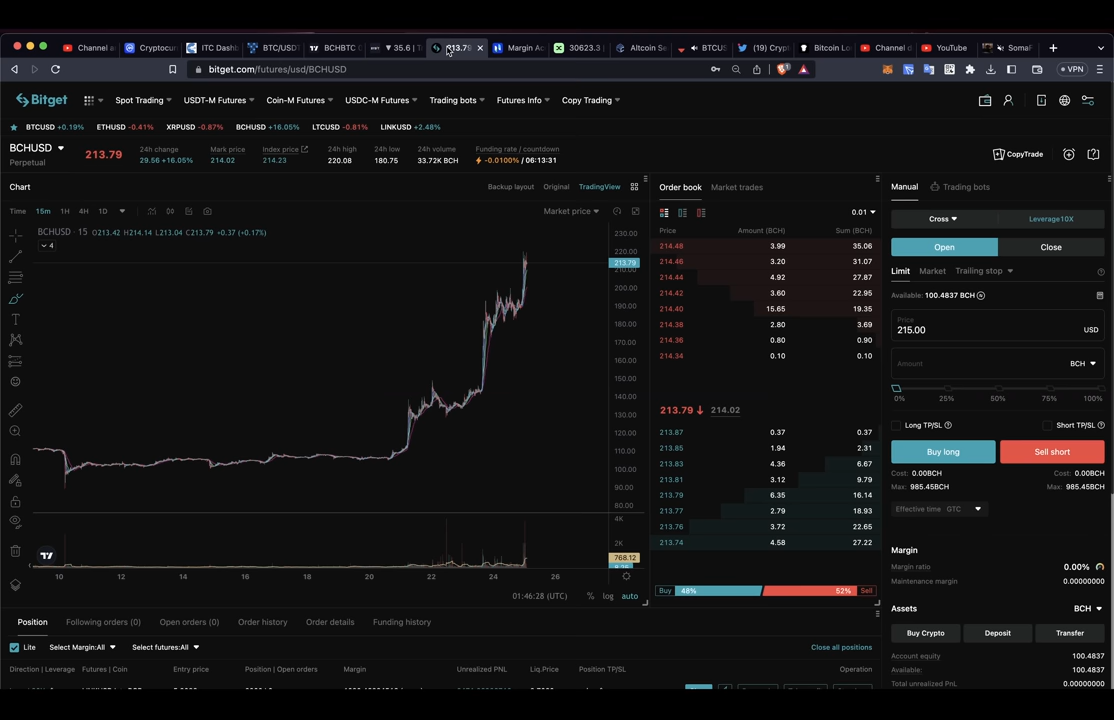 Channel a
Cryptocurr
ITC Dashb
BTC/USDT
BCHBTC
35.6 | T
213.79
Margin Ac
30623.3
Altcoin Se
BTCUS
(19) Crypt
Bitcoin Lo
Channel d
YouTube
SomaF
bitget.com/futures/usd/BCHUSD
VPN
Bitget
Spot Trading
USDT-M Futures
Coin-M Futures
USDC-M Futures
Trading bots
Futures Info
Copy Trading
BTCUSD +0.19% ETHUSD -0.41% XRPUSD -0.87% BCHUSD +16.05% LTCUSD -0.81% LINKUSD +2.48%
BCHUSD
Perpetual
213.79
24h change
29.56 +16.05%
Mark price
214.02
Index price
214.23
24h high
220.08
24h low
180.75
24h volume
33.72K BCH
Funding rate / countdown
-0.0100% / 06:13:31
CopyTrade
Chart
Backup layout Original TradingView
Time 15m 1H 4H 1D
Market price
BCHUSD · 15 O213.42 H214.14 L213.04 C213.79 +0.37 (+0.17%)
4
230.00
220.00
213.79
210.00
200.00
190.00
180.00
170.00
160.00
150.00
140.00
130.00
120.00
110.00
100.00
90.00
80.00
4K
2K
768.12
10 12 14 16 18 20 22 24 26
01:46:28 (UTC) % log auto
Order book Market trades
0.01
Price Amount (BCH) Sum (BCH)
214.48 3.99 35.06
214.46 3.20 31.07
214.44 4.92 27.87
214.42 3.60 22.95
214.40 15.65 19.35
214.38 2.80 3.69
214.36 0.80 0.90
214.34 0.10 0.10
213.79 214.02
213.87 0.37 0.37
213.85 1.94 2.31
213.83 4.36 6.67
213.81 3.12 9.79
213.79 6.35 16.14
213.77 2.79 18.93
213.76 3.72 22.65
213.74 4.58 27.22
Buy 48% 52% Sell
Manual Trading bots
Cross Leverage10X
Open Close
Limit Market Trailing stop
Available: 100.4837 BCH
Price
215.00 USD
Amount BCH
0% 25% 50% 75% 100%
Long TP/SL Short TP/SL
Buy long Sell short
Cost: 0.00BCH Cost: 0.00BCH
Max: 985.45BCH Max: 985.45BCH
Effective time GTC
Margin
Margin ratio 0.00%
Maintenance margin 0.00000000
Assets BCH
Buy Crypto Deposit Transfer
Account equity 100.4837
Available: 100.4837
Total unrealized PnL 0.00000000
Position Following orders (0) Open orders (0) Order history Order details Funding history
Lite Select Margin:All Select futures:All Close all positions
Direction | Leverage Futures | Coin Entry price Position | Open orders Margin Unrealized PNL Liq.Price Position TP/SL Operation